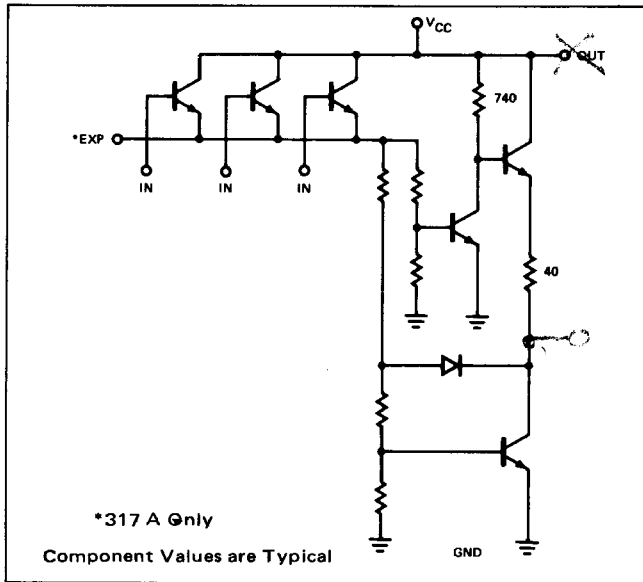 VCC
OUT
740
*EXP
IN IN IN
40
*317 A Only
Component Values are Typical
GND